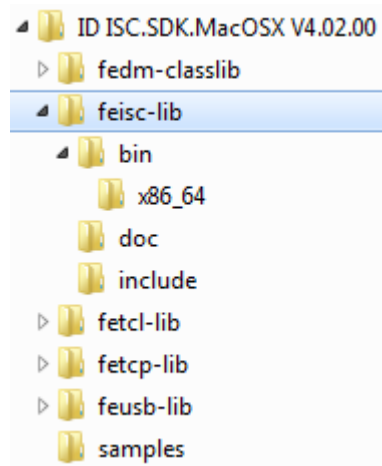 ID ISC.SDK.MacOSX V4.02.00
fedm-classlib
feisc-lib
bin
x86_64
doc
include
fetcl-lib
fetcp-lib
feusb-lib
samples